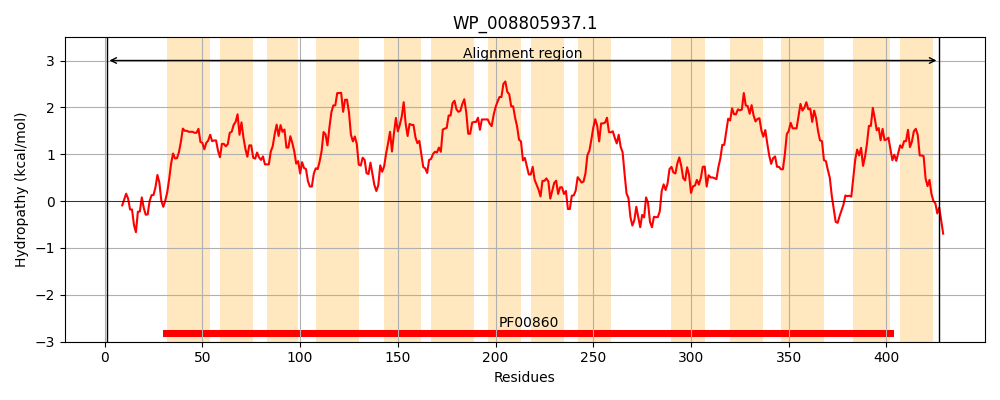 WP_008805937.1
Alignment region
3
2
1
0
−1
−2
−3
Hydropathy (kcal/mol)
PF00860
0 50 100 150 200 250 300 350 400
Residues